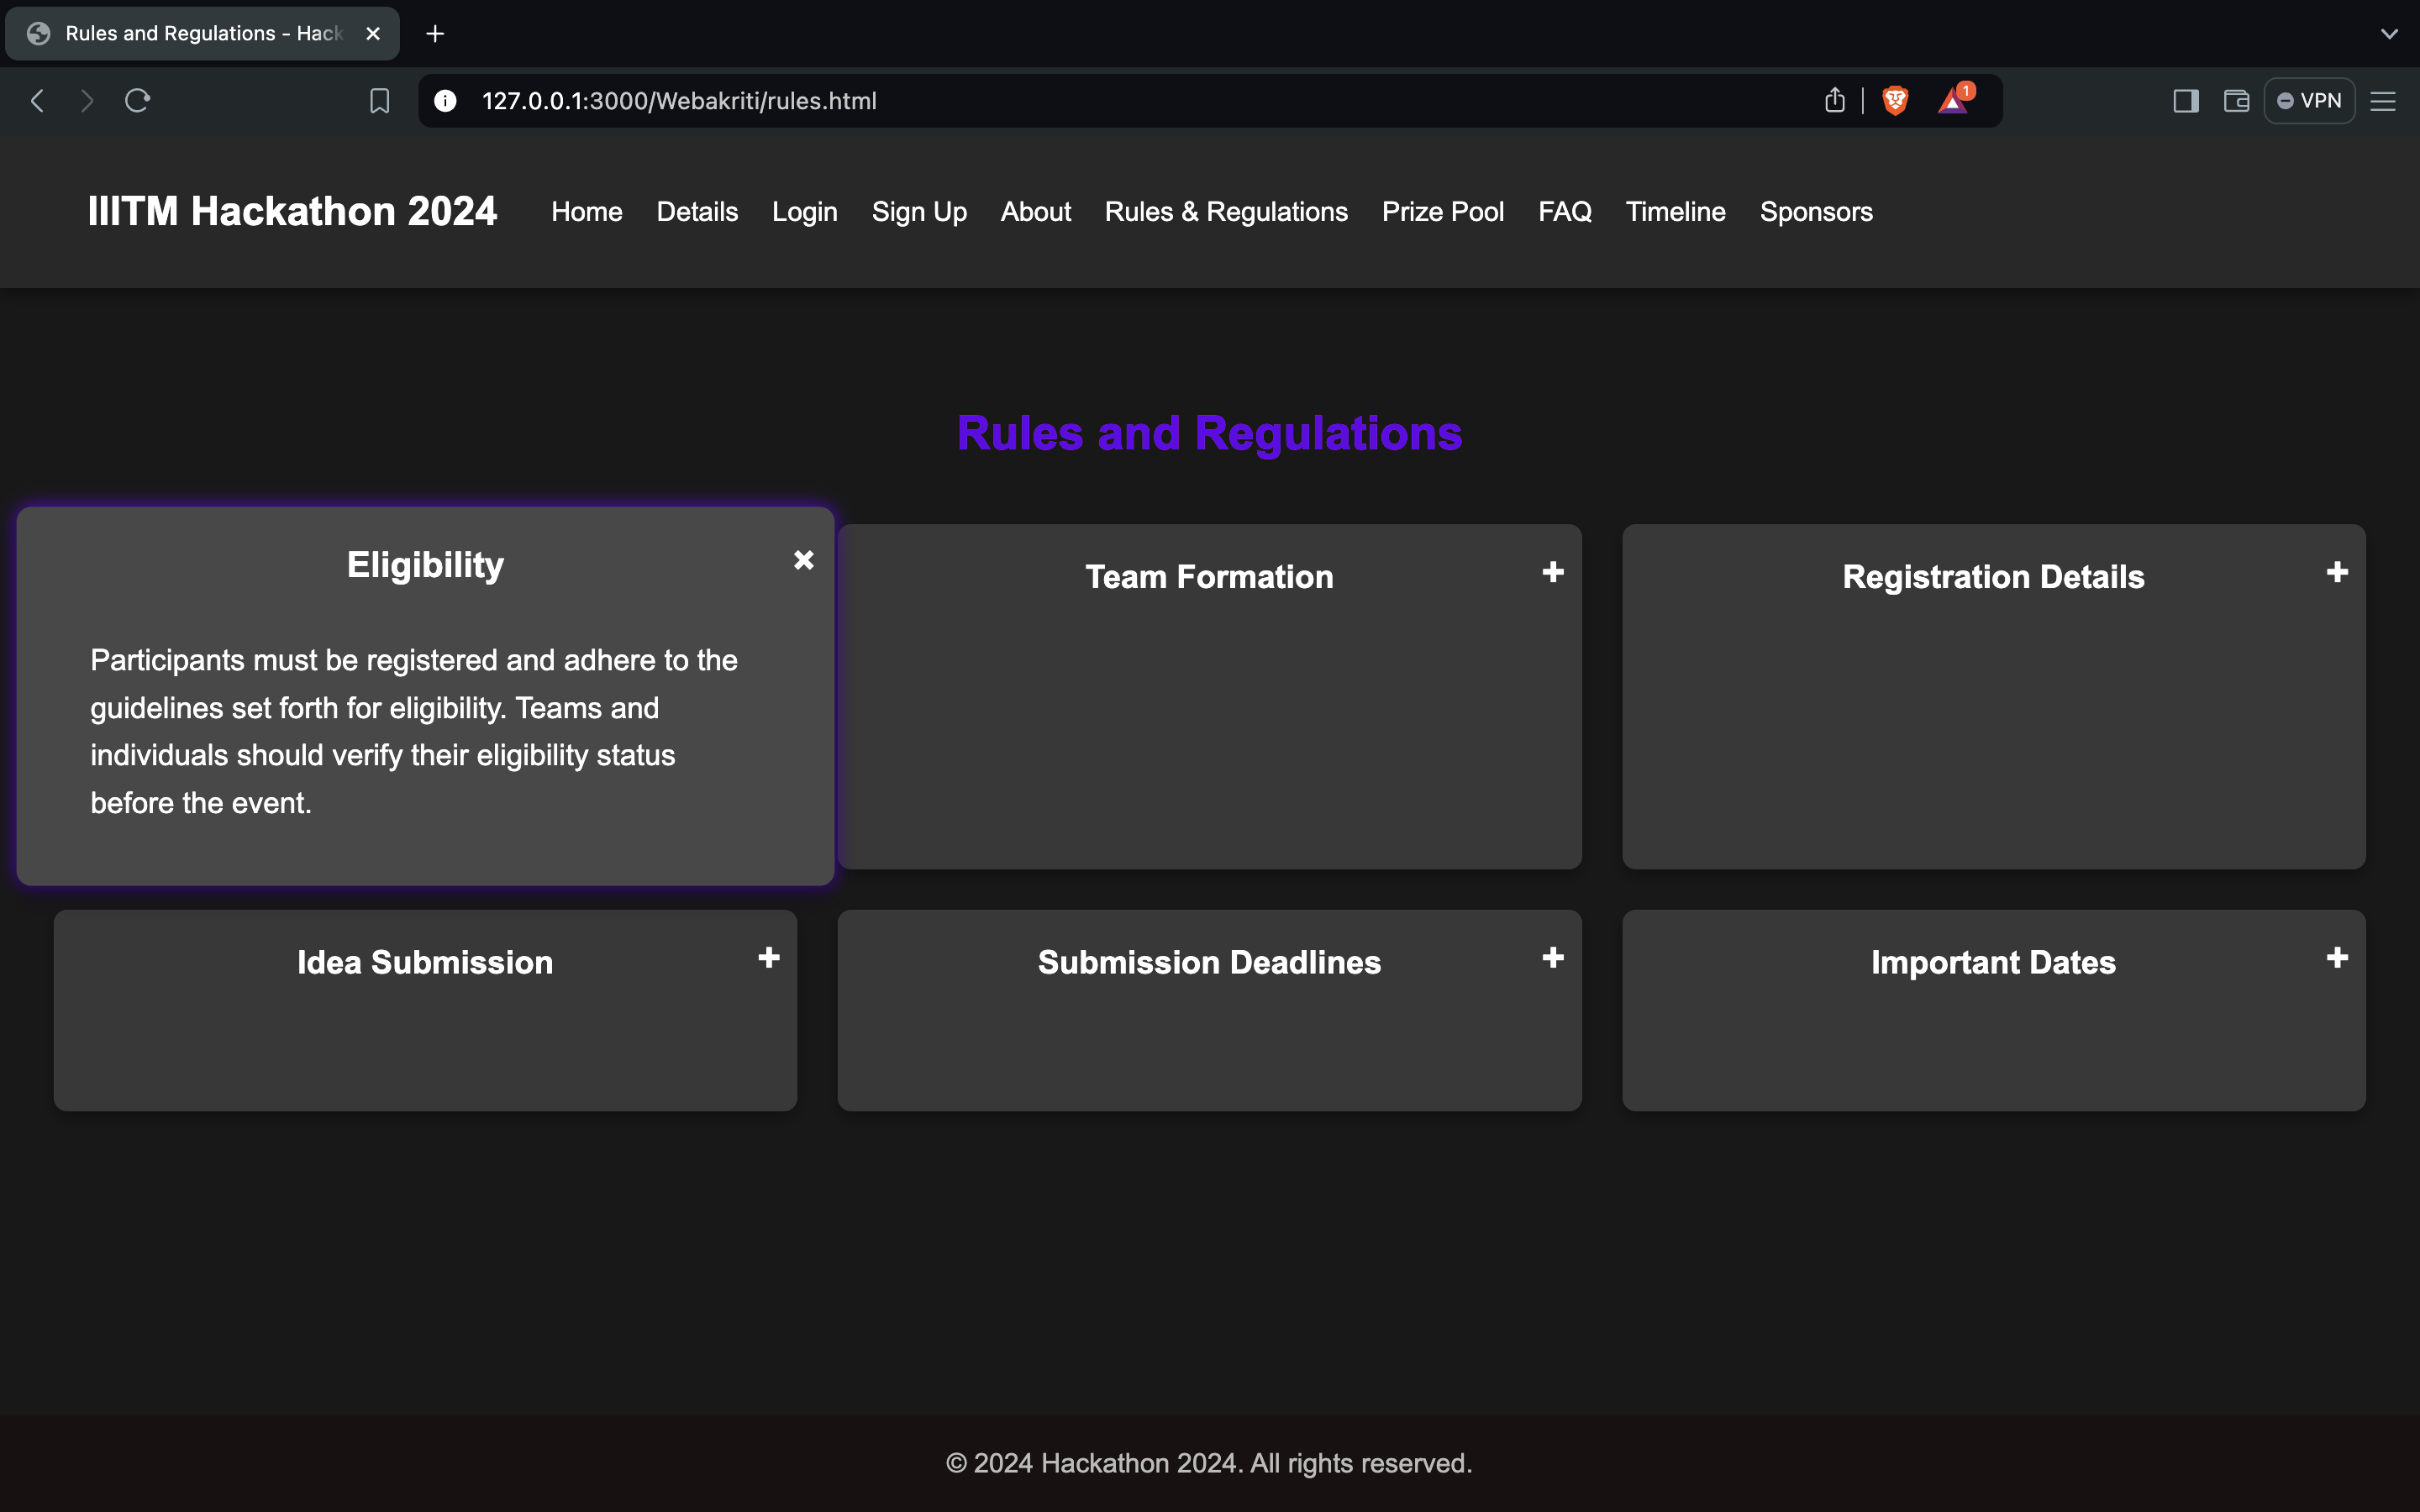 Rules and Regulations - Hack
127.0.0.1:3000/Webakriti/rules.html
1
VPN
IIITM Hackathon 2024
Home Details Login Sign Up About Rules & Regulations Prize Pool FAQ Timeline Sponsors
Rules and Regulations
Eligibility
Participants must be registered and adhere to the
guidelines set forth for eligibility. Teams and
individuals should verify their eligibility status
before the event.
Team Formation
Registration Details
Idea Submission
Submission Deadlines
Important Dates
© 2024 Hackathon 2024. All rights reserved.